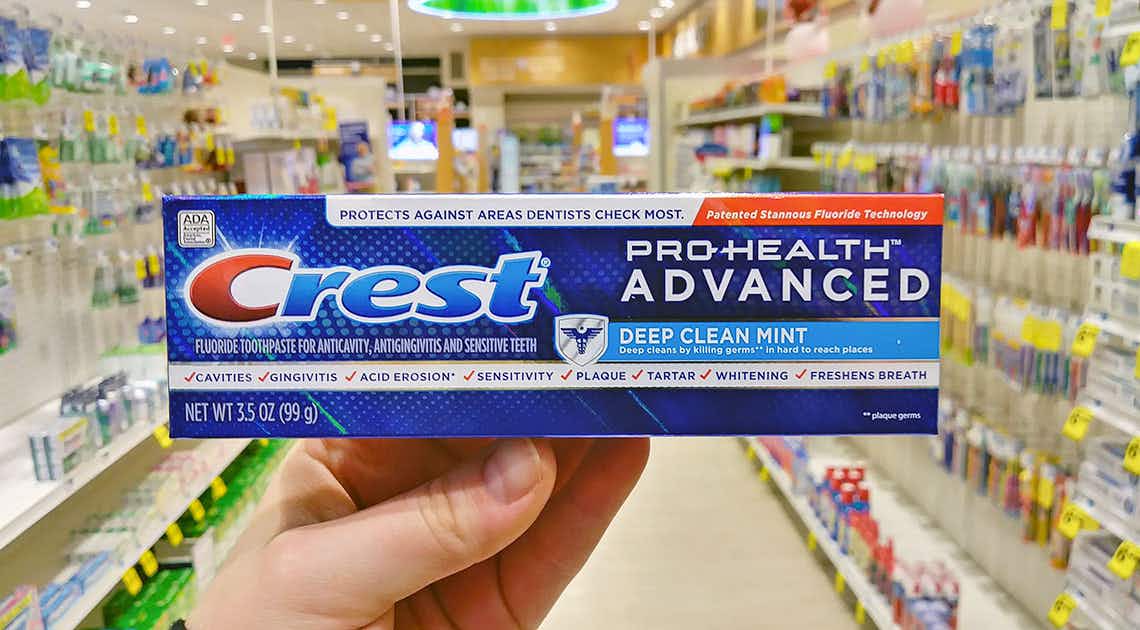 ADA
Accepted
PROTECTS AGAINST AREAS DENTISTS CHECK MOST.
Patented Stannous Fluoride Technology
Crest®
PRO-HEALTH™
ADVANCED
FLUORIDE TOOTHPASTE FOR ANTICAVITY, ANTIGINGIVITIS AND SENSITIVE TEETH
DEEP CLEAN MINT
Deep cleans by killing germs** in hard to reach places
✓CAVITIES ✓GINGIVITIS ✓ACID EROSION* ✓SENSITIVITY ✓PLAQUE ✓TARTAR ✓WHITENING ✓FRESHENS BREATH
NET WT 3.5 OZ (99 g)
** plaque germs